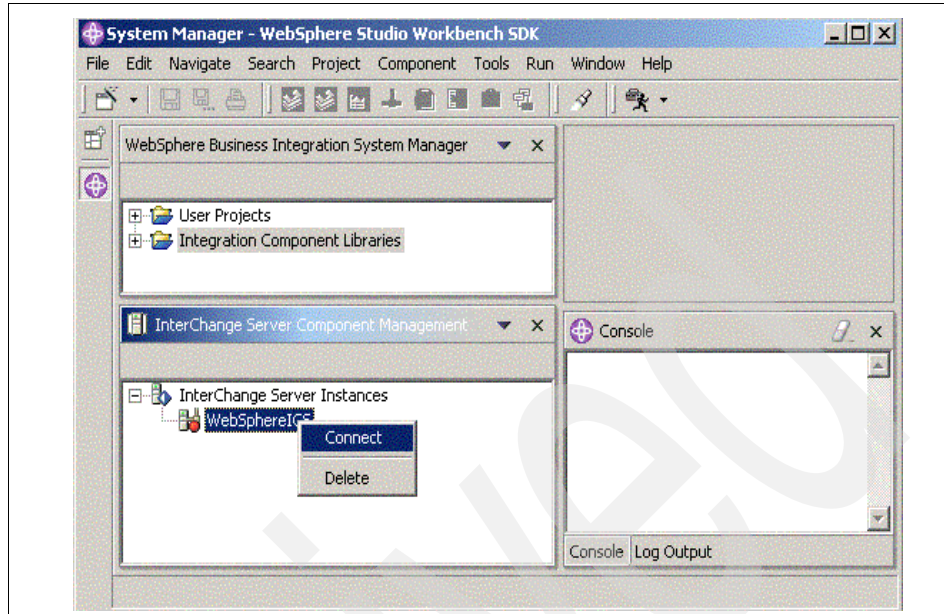 System Manager - WebSphere Studio Workbench SDK
File Edit Navigate Search Project Component Tools Run Window Help
WebSphere Business Integration System Manager
User Projects
Integration Component Libraries
InterChange Server Component Management
Console
InterChange Server Instances
WebSphereICS
Connect
Delete
Console Log Output